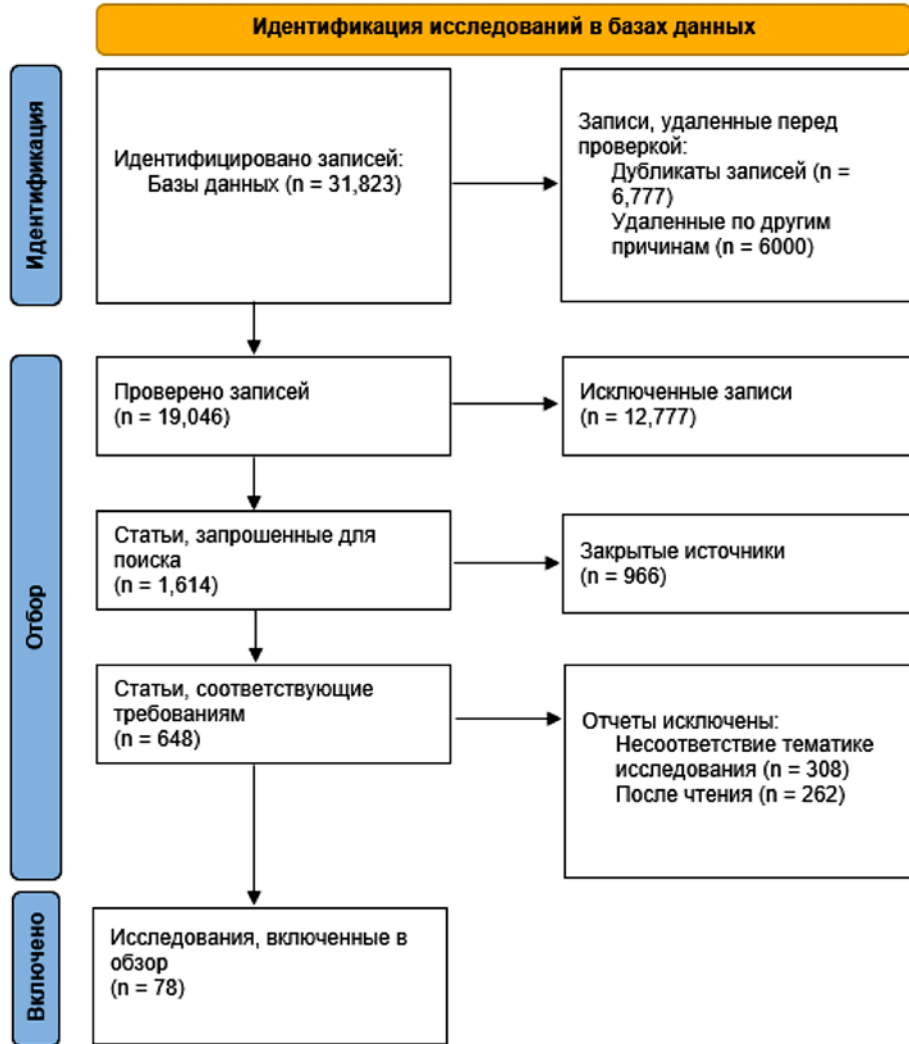 Идентификация исследований в базах данных
Идентификация
Идентифицировано записей:
Базы данных (n = 31,823)
Записи, удаленные перед
проверкой:
Дубликаты записей (n =
6,777)
Удаленные по другим
причинам (n = 6000)
Отбор
Проверено записей
(n = 19,046)
Исключенные записи
(n = 12,777)
Статьи, запрошенные для
поиска
(n = 1,614)
Закрытые источники
(n = 966)
Статьи, соответствующие
требованиям
(n = 648)
Отчеты исключены:
Несоответствие тематике
исследования (n = 308)
После чтения (n = 262)
Включено
Исследования, включенные в
обзор
(n = 78)